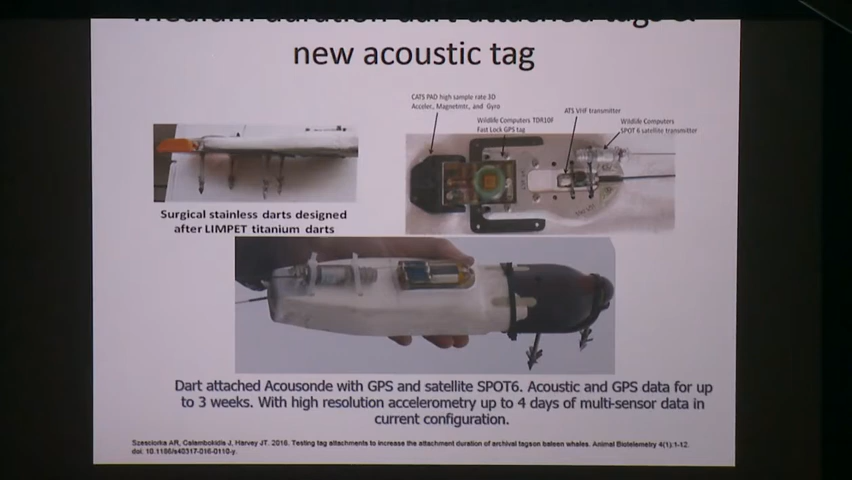 Medium duration dart attached tags &
new acoustic tag
CATS PAD high sample rate 3D
Acceler, Magnetmtr, and Gyro
Wildlife Computers TDR10F
Fast Lock GPS tag
ATS VHF transmitter
Wildlife Computers
SPOT 6 satellite transmitter
Surgical stainless darts designed
after LIMPET titanium darts
Dart attached Acousonde with GPS and satellite SPOT6. Acoustic and GPS data for up
to 3 weeks. With high resolution accelerometry up to 4 days of multi-sensor data in
current configuration.
Szesciorka AR, Calambokidis J, Harvey JT. 2016. Testing tag attachments to increase the attachment duration of archival tagson baleen whales. Animal Biotelemetry 4(1):1-12.
doi: 10.1186/s40317-016-0110-y.